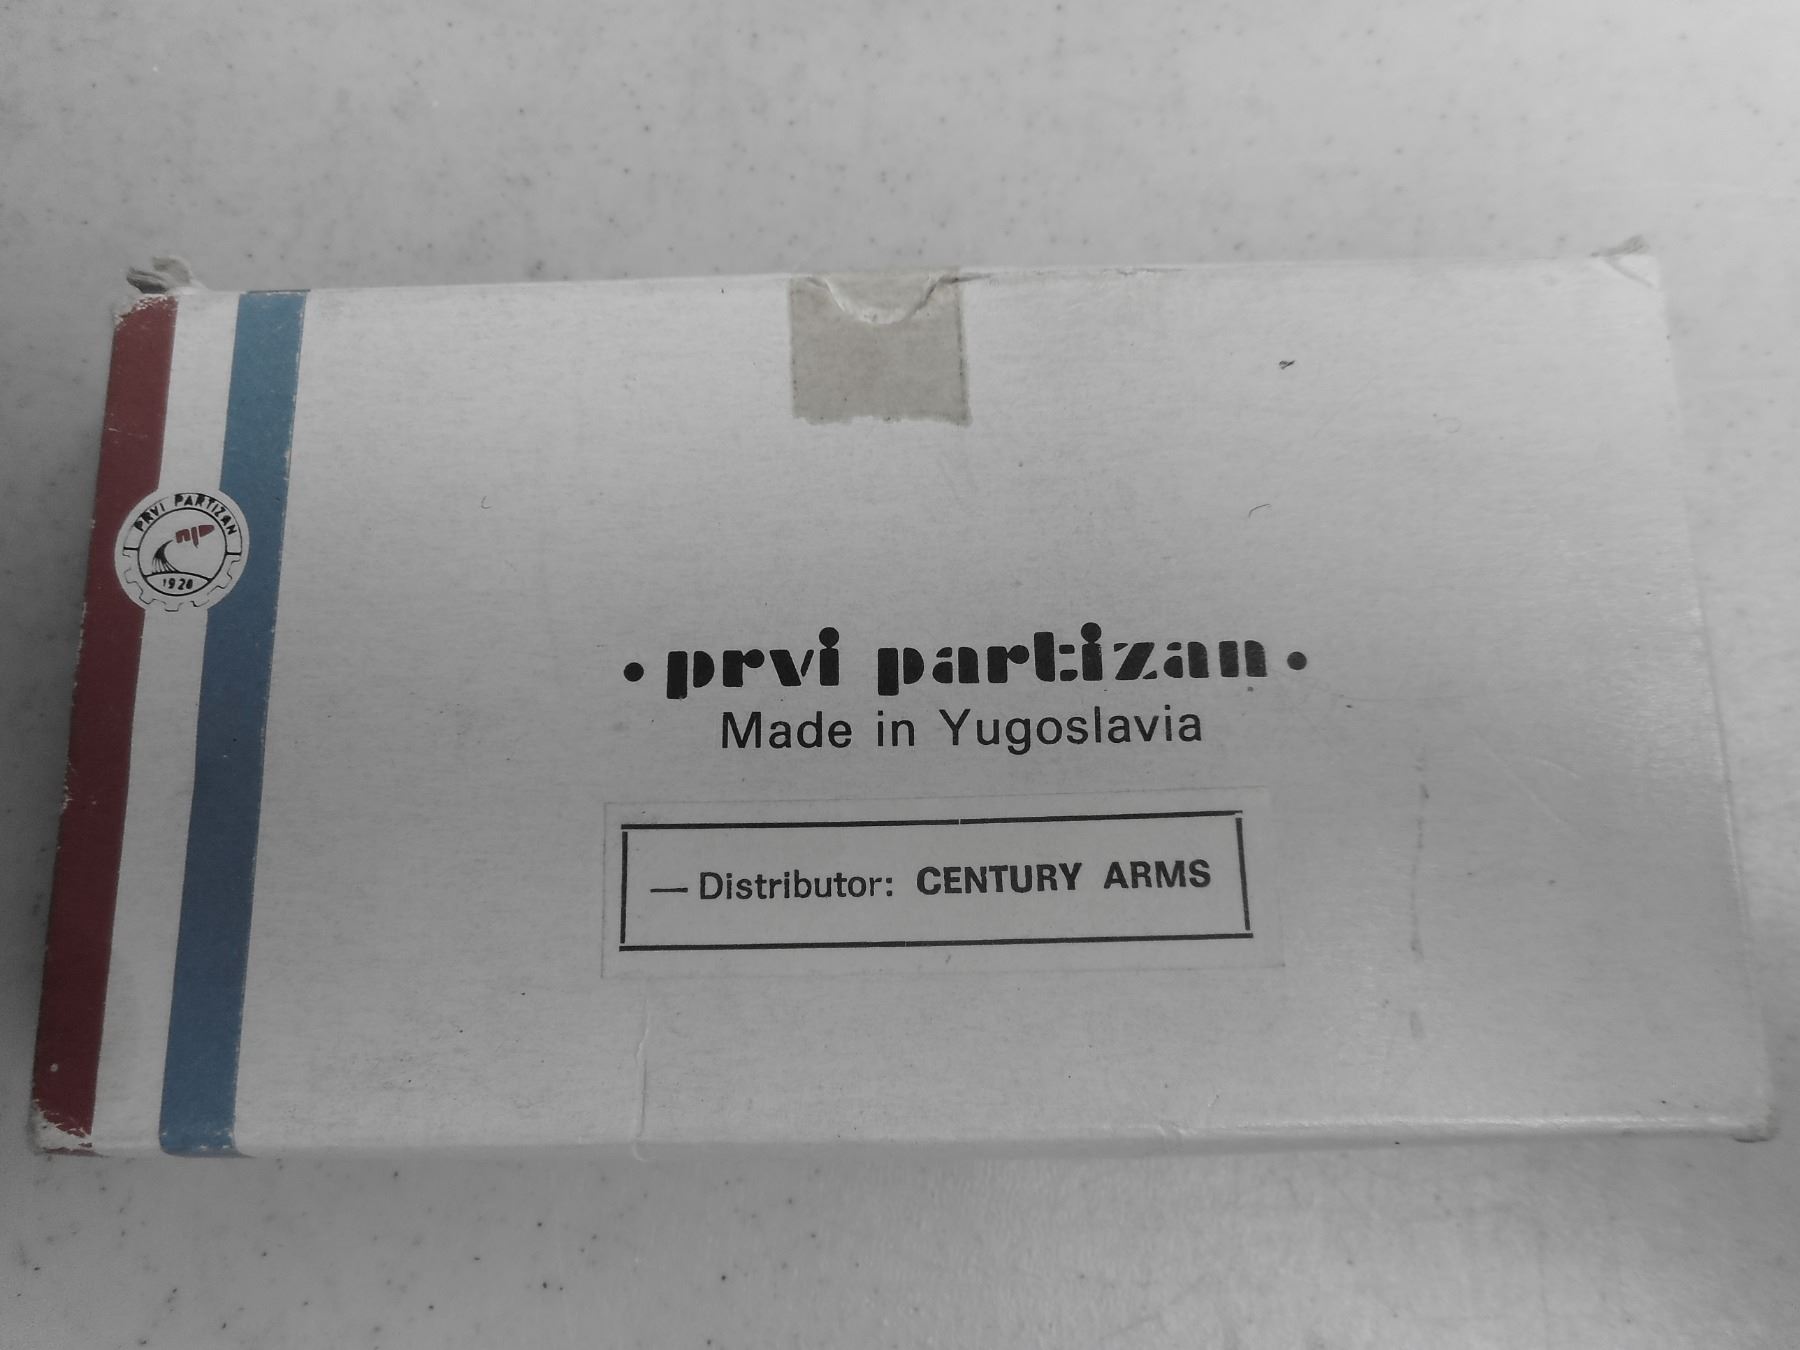 PRVI PARTIZAN
1928
• prvi partizan •
Made in Yugoslavia
— Distributor: CENTURY ARMS